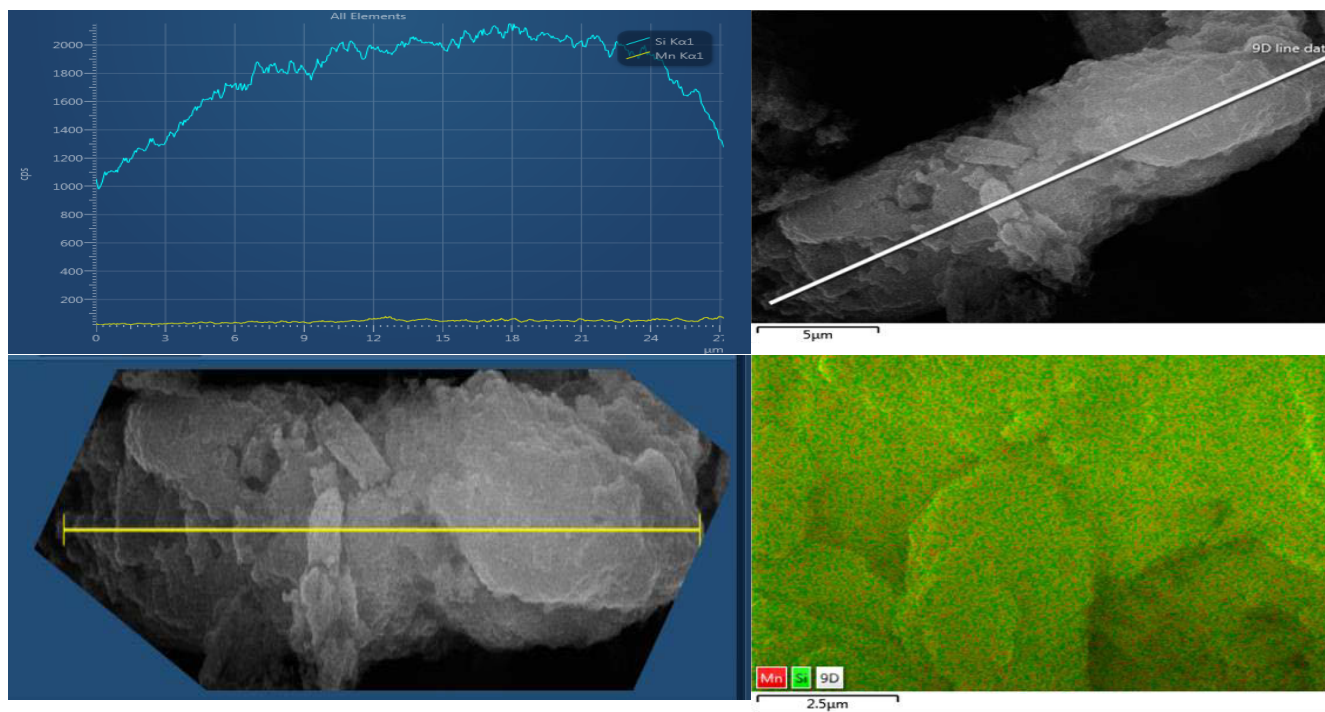 All Elements
Si Kα1
Mn Kα1
2000
1800
1600
1400
1200
1000
800
600
400
200
cps
0 3 6 9 12 15 18 21 24
µm
9D line dat
5µm
Mn Si 9D
2.5µm